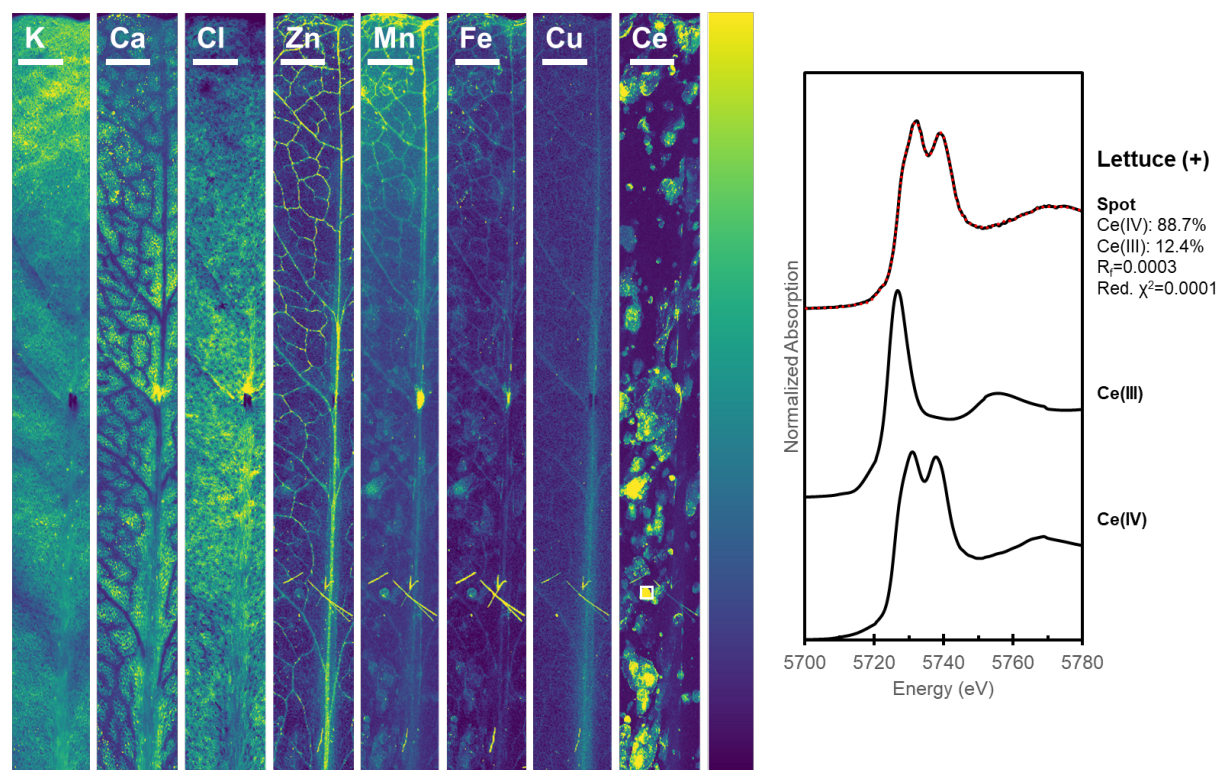 K Ca Cl Zn Mn Fe Cu Ce
Lettuce (+)
Spot
Ce(IV): 88.7%
Ce(III): 12.4%
Rf=0.0003
Red. χ²=0.0001
Normalized Absorption
Ce(III)
Ce(IV)
5700 5720 5740 5760 5780
Energy (eV)